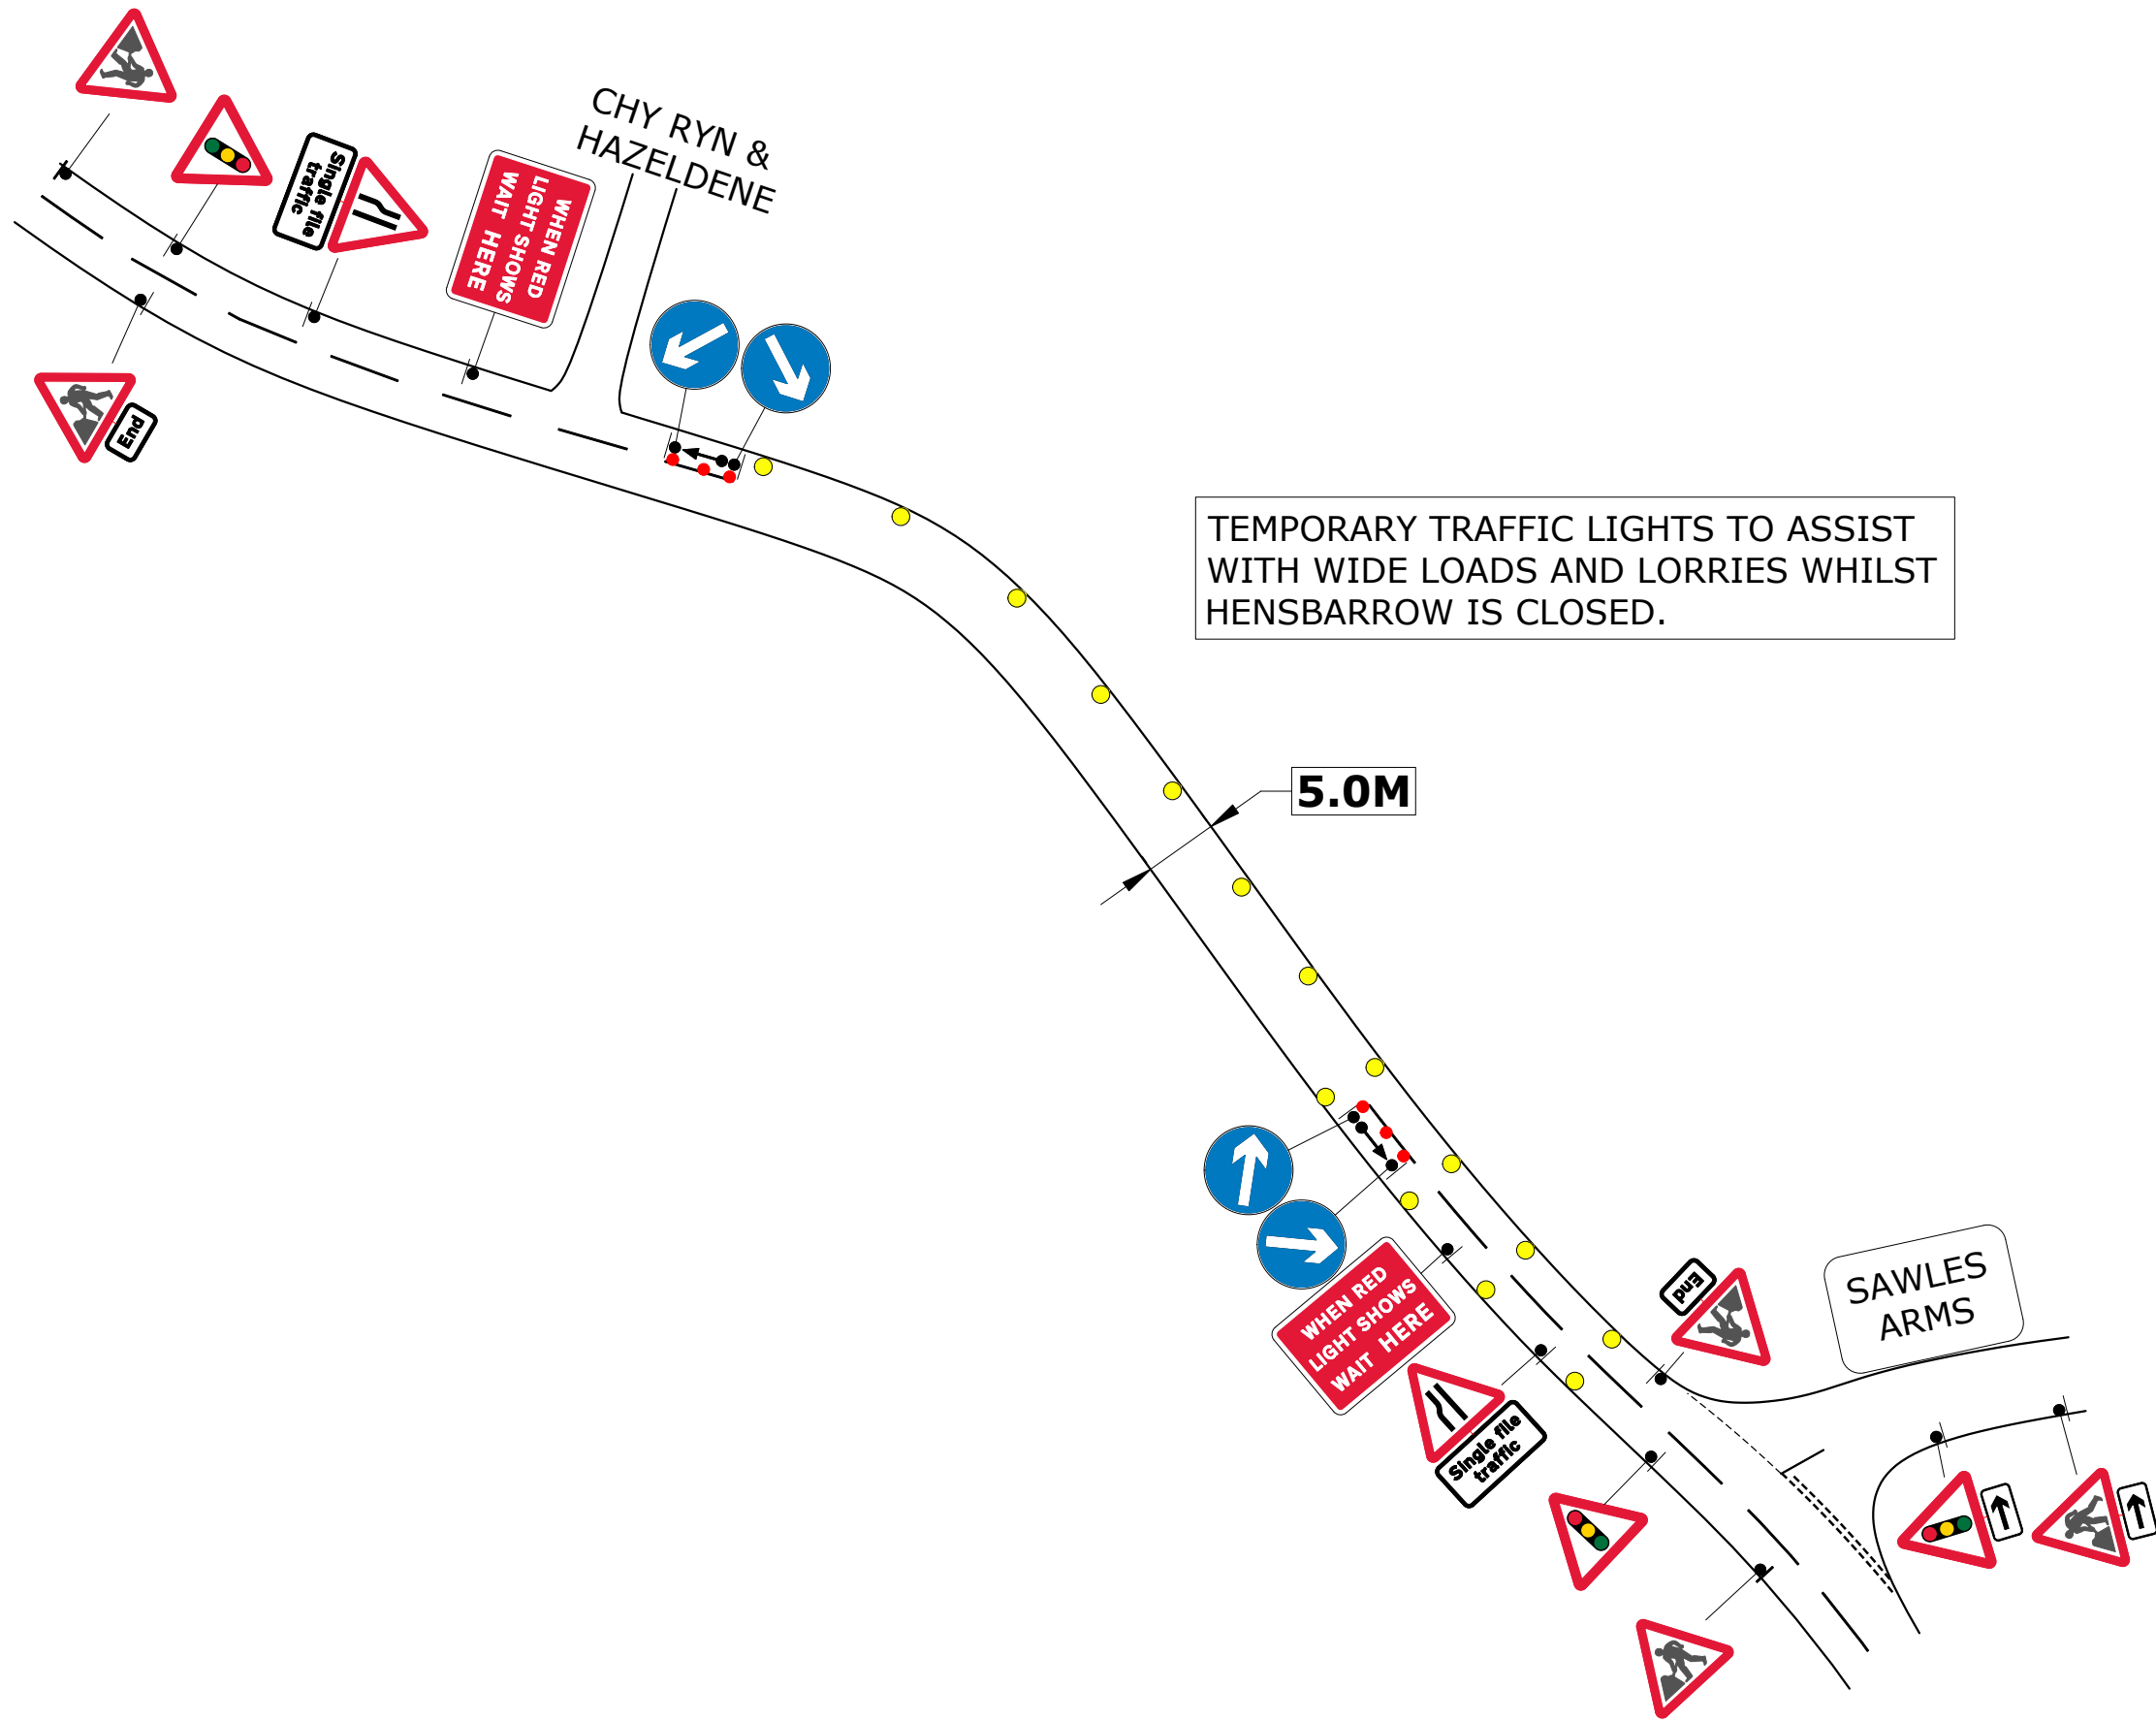 CHY RYN &
HAZELDENE
Single file
traffic
WHEN RED
LIGHT SHOWS
WAIT HERE
End
TEMPORARY TRAFFIC LIGHTS TO ASSIST
WITH WIDE LOADS AND LORRIES WHILST
HENSBARROW IS CLOSED.
5.0M
WHEN RED
LIGHT SHOWS
WAIT HERE
Single file
traffic
End
SAWLES
ARMS